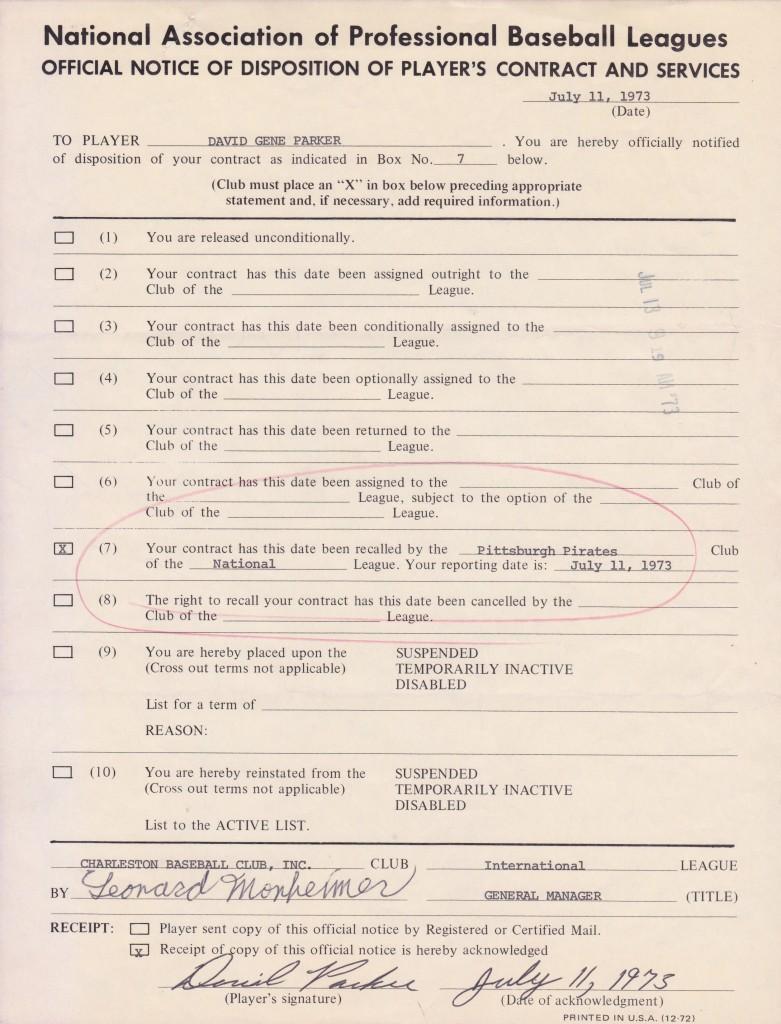 National Association of Professional Baseball Leagues
OFFICIAL NOTICE OF DISPOSITION OF PLAYER'S CONTRACT AND SERVICES
July 11, 1973
(Date)
TO PLAYER DAVID GENE PARKER . You are hereby officially notified
of disposition of your contract as indicated in Box No. 7 below.
(Club must place an "X" in box below preceding appropriate
statement and, if necessary, add required information.)
(1) You are released unconditionally.
(2) Your contract has this date been assigned outright to the
Club of the League.
(3) Your contract has this date been conditionally assigned to the
Club of the League.
(4) Your contract has this date been optionally assigned to the
Club of the League.
JUL 13 9 19 AM '73
(5) Your contract has this date been returned to the
Club of the League.
(6) Your contract has this date been assigned to the Club of
the League, subject to the option of the
Club of the League.
X (7) Your contract has this date been recalled by the Pittsburgh Pirates Club
of the National League. Your reporting date is: July 11, 1973
(8) The right to recall your contract has this date been cancelled by the
Club of the League.
(9) You are hereby placed upon the SUSPENDED
(Cross out terms not applicable) TEMPORARILY INACTIVE
DISABLED
List for a term of
REASON:
(10) You are hereby reinstated from the SUSPENDED
(Cross out terms not applicable) TEMPORARILY INACTIVE
DISABLED
List to the ACTIVE LIST.
CHARLESTON BASEBALL CLUB, INC. CLUB International LEAGUE
BY Leonard Monheimer GENERAL MANAGER (TITLE)
RECEIPT: Player sent copy of this official notice by Registered or Certified Mail.
x Receipt of copy of this official notice is hereby acknowledged
David Parker July 11, 1973
(Player's signature) (Date of acknowledgment)
PRINTED IN U.S.A. (12-72)